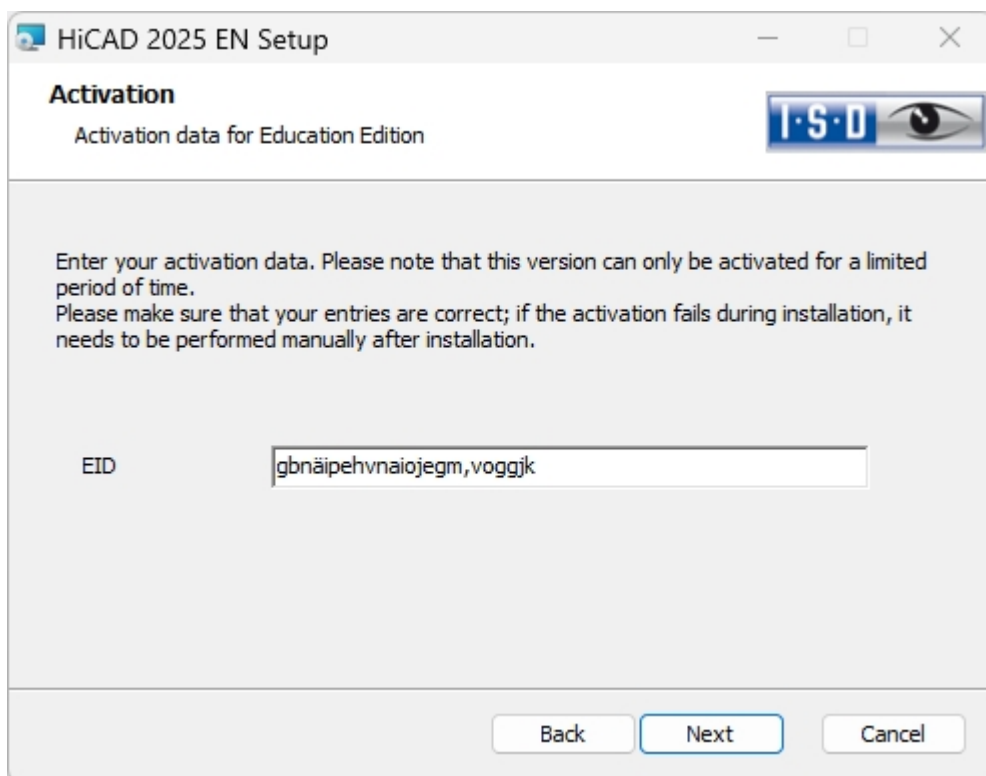 HiCAD 2025 EN Setup
Activation
Activation data for Education Edition
I·S·D
Enter your activation data. Please note that this version can only be activated for a limited
period of time.
Please make sure that your entries are correct; if the activation fails during installation, it
needs to be performed manually after installation.
EID gbnäipehvnaiojegm,voggjk
Back Next Cancel